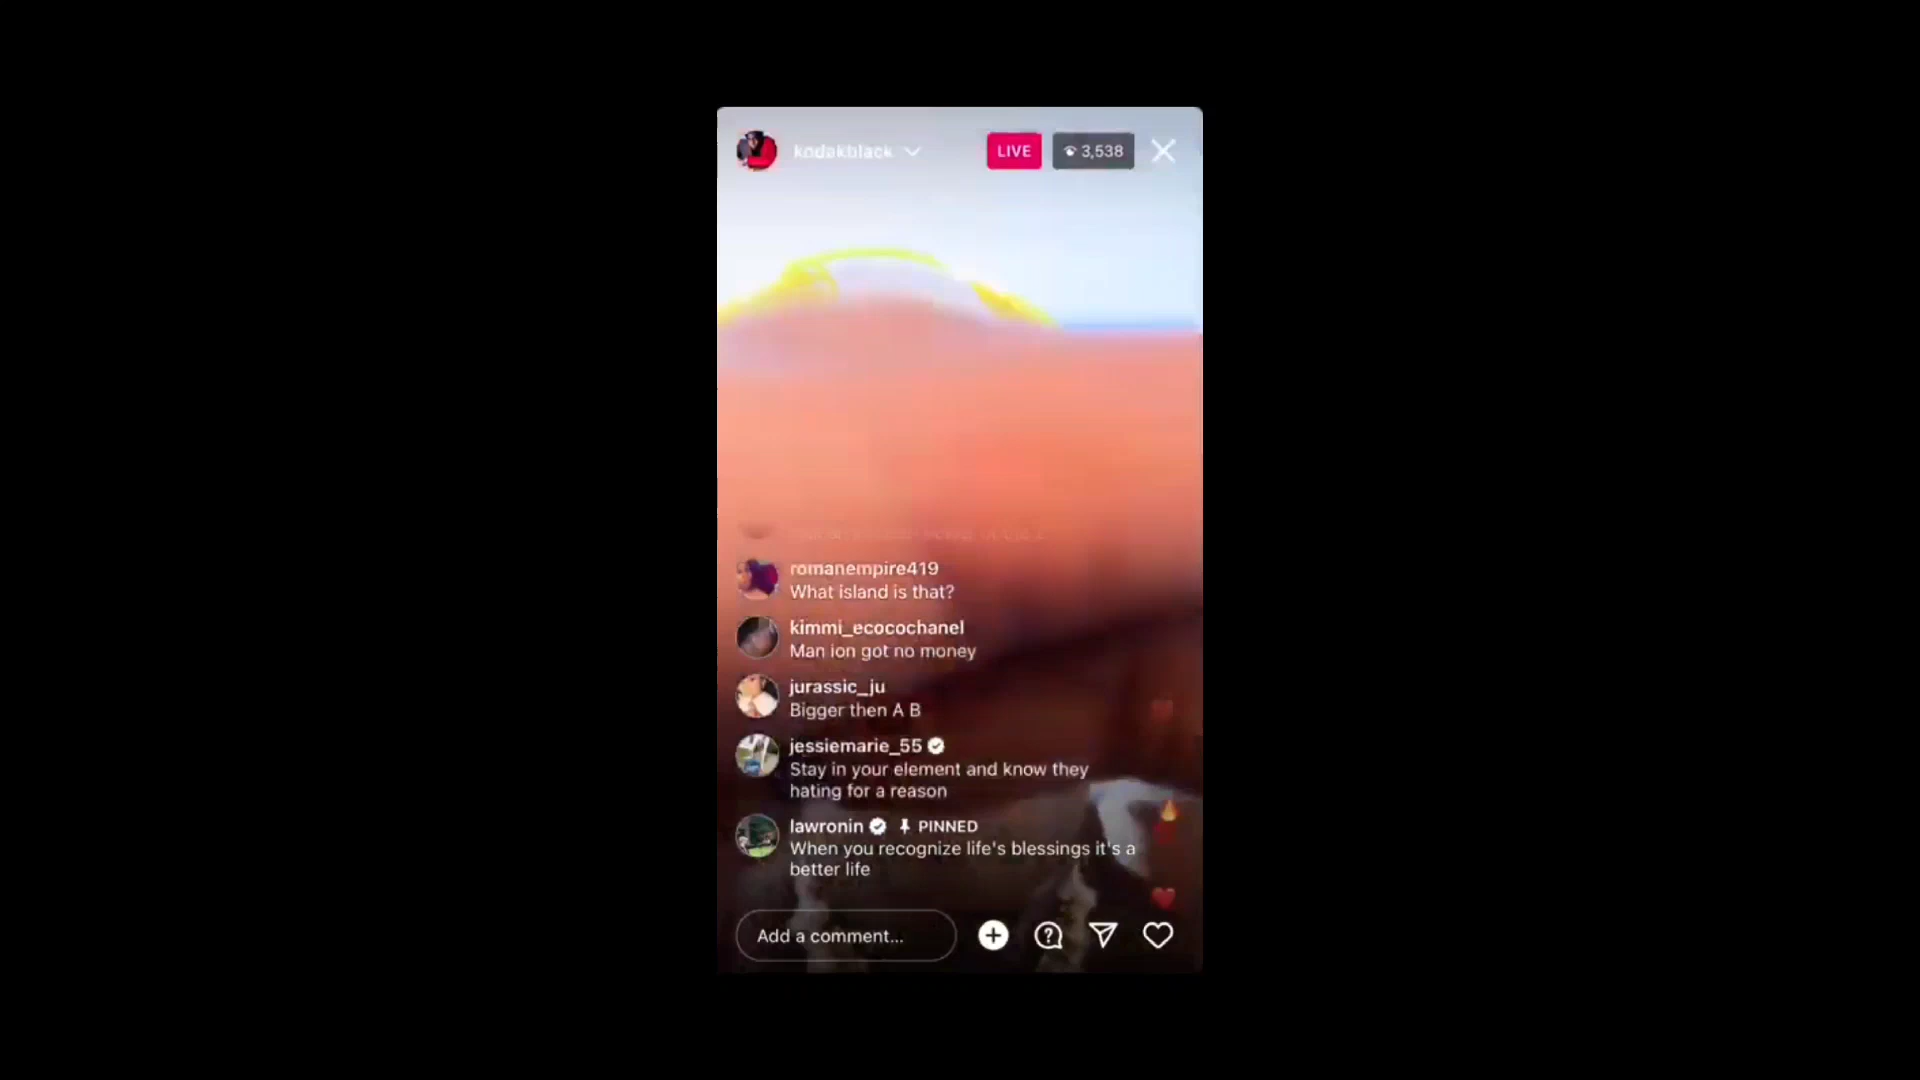 kodakblack
LIVE
3,538
romanempire419
What island is that?
kimmi_ecocochanel
Man ion got no money
jurassic_ju
Bigger then A B
jessiemarie_55
Stay in your element and know they
hating for a reason
lawronin PINNED
When you recognize life's blessings it's a
better life
Add a comment...